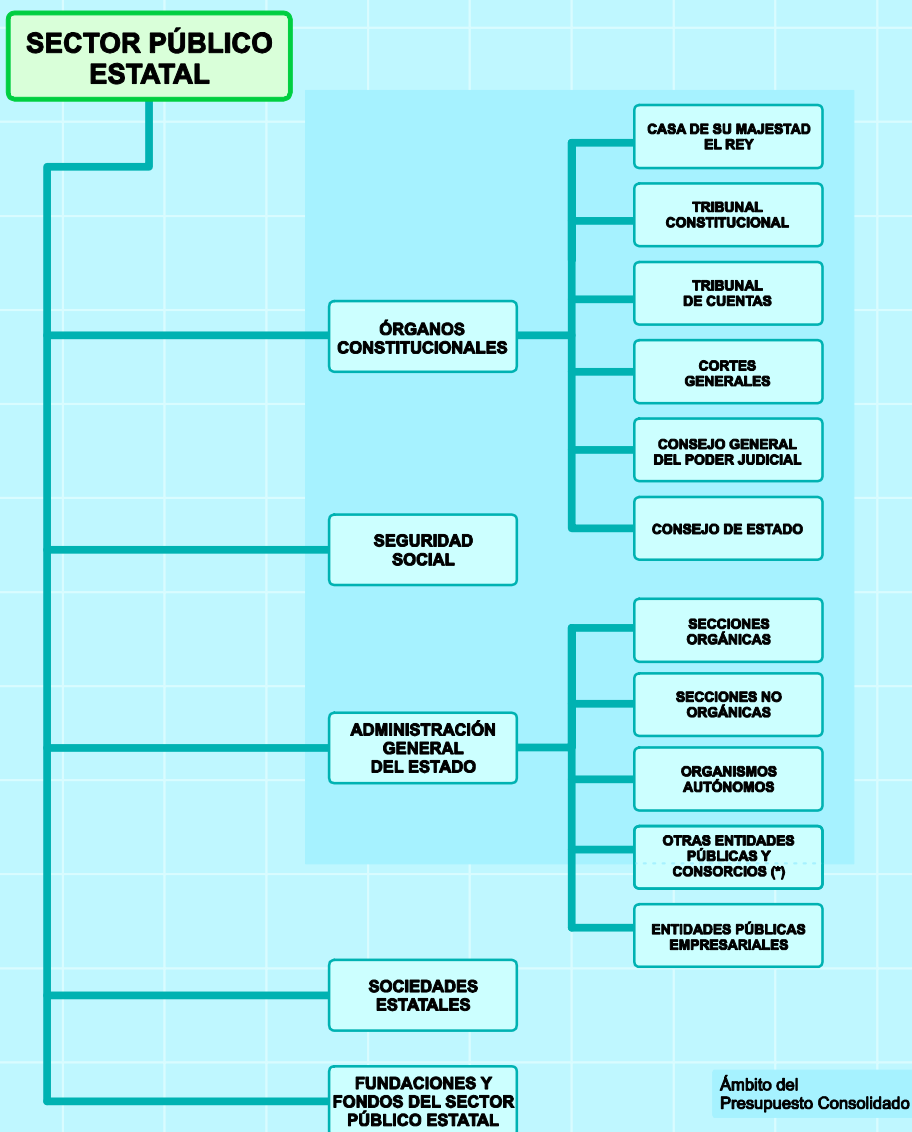 SECTOR PÚBLICO
ESTATAL
ÓRGANOS
CONSTITUCIONALES
CASA DE SU MAJESTAD
EL REY
TRIBUNAL
CONSTITUCIONAL
TRIBUNAL
DE CUENTAS
CORTES
GENERALES
CONSEJO GENERAL
DEL PODER JUDICIAL
CONSEJO DE ESTADO
SEGURIDAD
SOCIAL
ADMINISTRACIÓN
GENERAL
DEL ESTADO
SECCIONES
ORGÁNICAS
SECCIONES NO
ORGÁNICAS
ORGANISMOS
AUTÓNOMOS
OTRAS ENTIDADES
PÚBLICAS Y
CONSORCIOS (*)
ENTIDADES PÚBLICAS
EMPRESARIALES
SOCIEDADES
ESTATALES
FUNDACIONES Y
FONDOS DEL SECTOR
PÚBLICO ESTATAL
Ámbito del
Presupuesto Consolidado